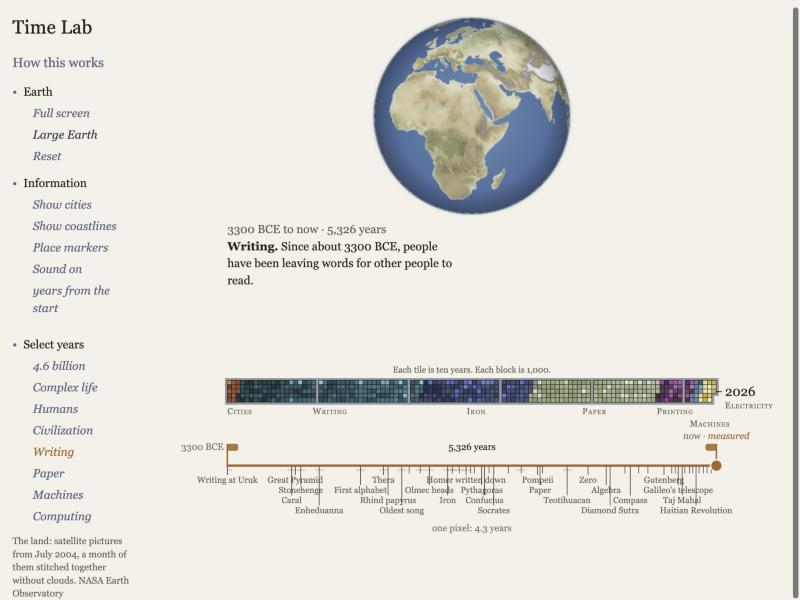 Time Lab
How this works
• Earth
Full screen
Large Earth
Reset
• Information
Show cities
Show coastlines
Place markers
Sound on
years from the
start
• Select years
4.6 billion
Complex life
Humans
Civilization
Writing
Paper
Machines
Computing
The land: satellite pictures
from July 2004, a month of
them stitched together
without clouds. NASA Earth
Observatory
3300 BCE to now · 5,326 years
Writing. Since about 3300 BCE, people
have been leaving words for other people to
read.
Each tile is ten years. Each block is 1,000.
2026
Electricity
Cities Writing Iron Paper Printing
Machines
now · measured
3300 BCE 5,326 years
Writing at Uruk Great Pyramid Thera Homer written down Pompeii Zero Gutenberg
Stonehenge First alphabet Olmec heads Pythagoras Paper Algebra Galileo's telescope
Caral Rhind papyrus Iron Confucius Teotihuacan Compass Taj Mahal
Enheduanna Oldest song Socrates Diamond Sutra Haitian Revolution
one pixel: 4.3 years